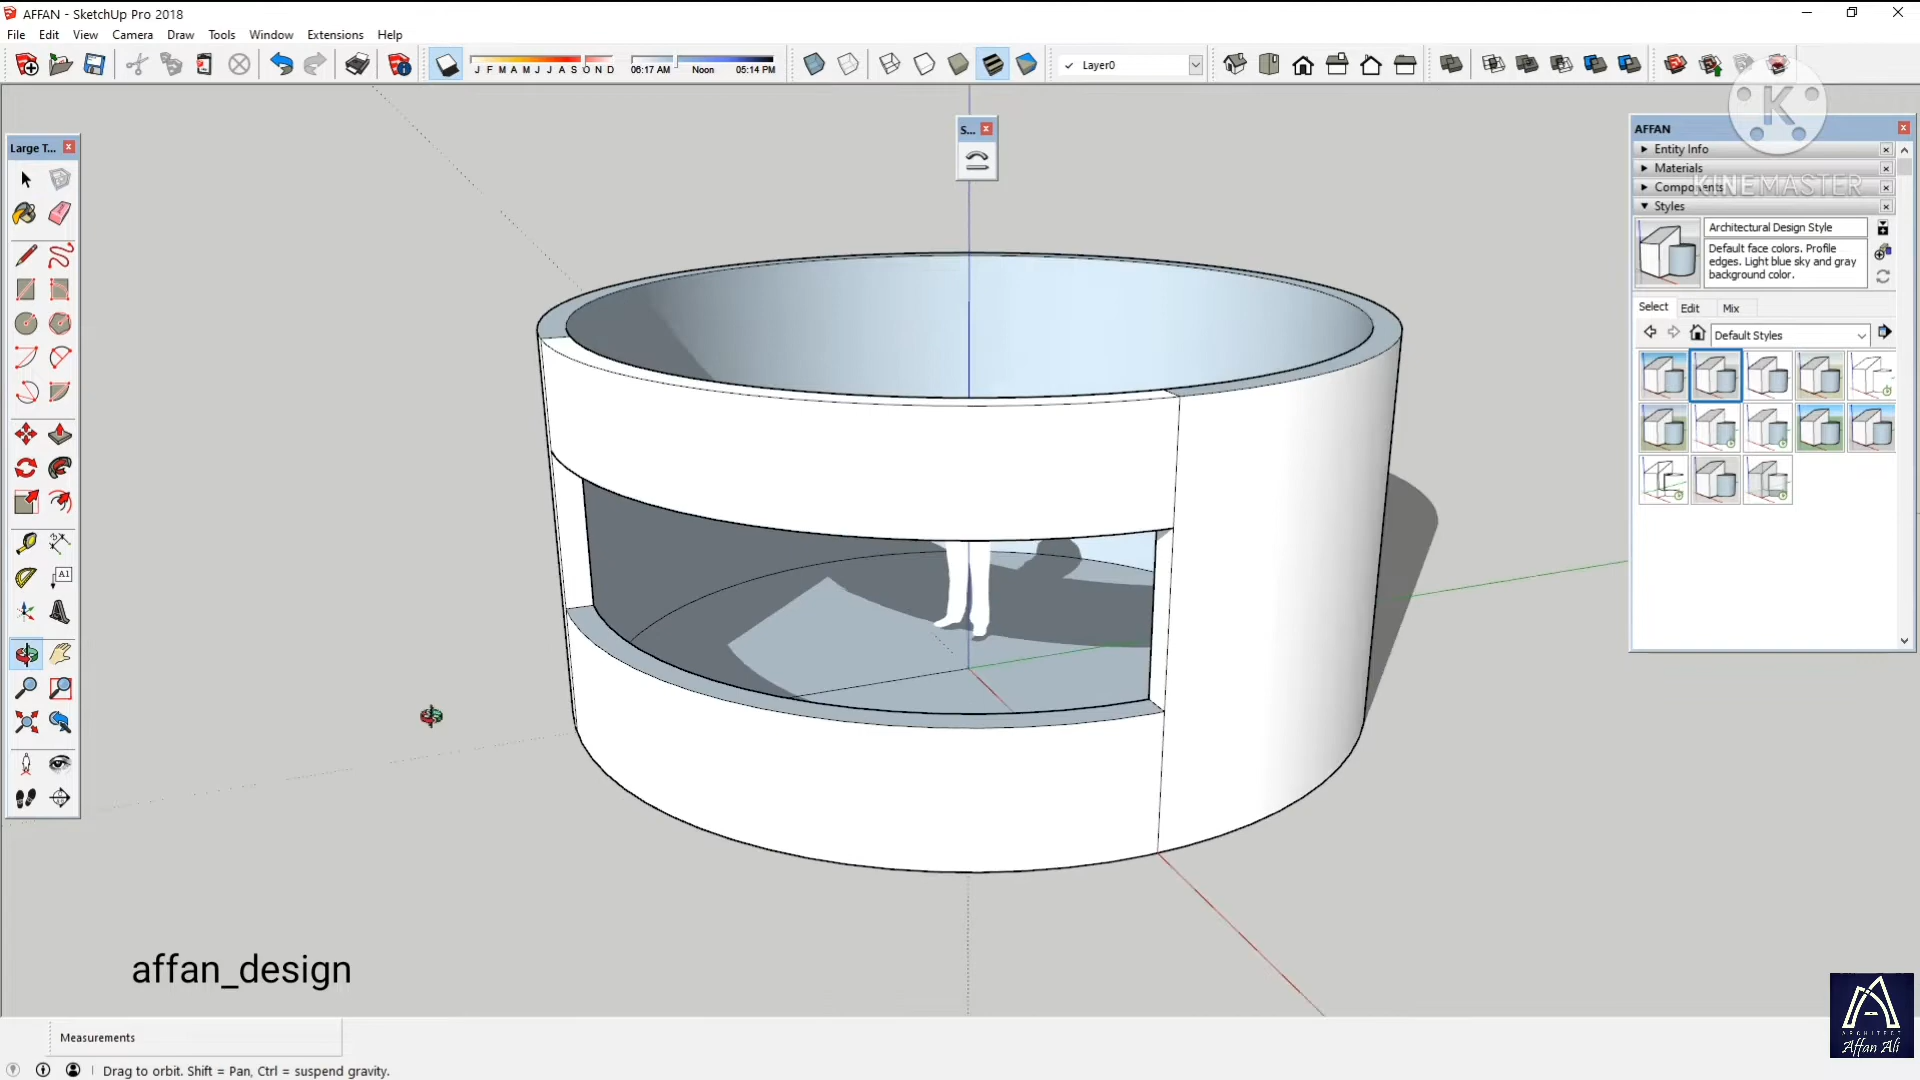 AFFAN - SketchUp Pro 2018
File Edit View Camera Draw Tools Window Extensions Help
J F M A M J J A S O N D 06:17 AM Noon 05:14 PM
Layer0
S...
Large T...
A1
AFFAN
Entity Info
Materials
Components
KINEMASTER
K
Styles
Architectural Design Style
Default face colors. Profile
edges. Light blue sky and gray
background color.
Select Edit Mix
Default Styles
affan_design
ARCHITECT
Affan Ali
Measurements
Drag to orbit. Shift = Pan, Ctrl = suspend gravity.